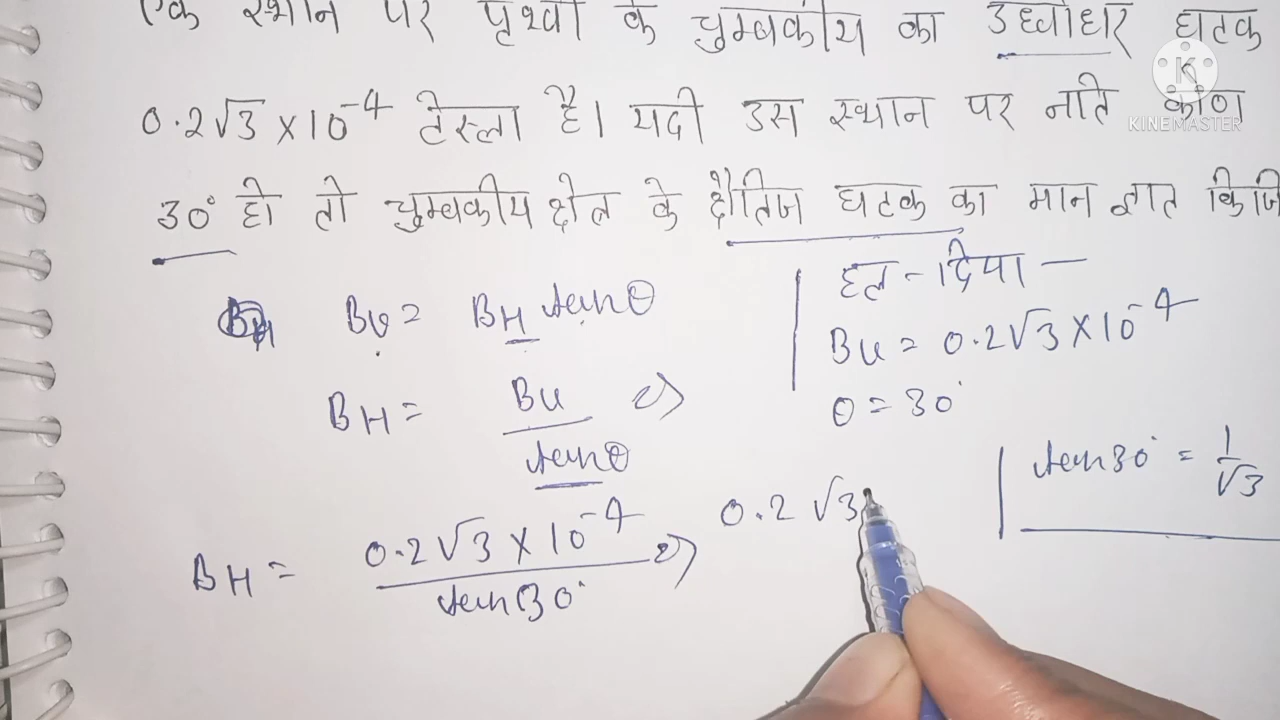 एक स्थान पर पृथ्वी के चुम्बकीय का उध्वाधर घटक
0.2√3 × 10⁻⁴ टेस्ला है। यदी उस स्थान पर नति कोण
30° हो तो चुम्बकीय क्षेत्र के क्षैतिज घटक का मान ज्ञात किजि
हल - दिया —
Bv = BH tanθ
Bv = 0.2√3 × 10⁻⁴
θ = 30°
BH = Bv / tanθ ⇒
tan30° = 1/√3
BH = 0.2√3 × 10⁻⁴ / tan30° ⇒ 0.2√3
K
KINEMASTER